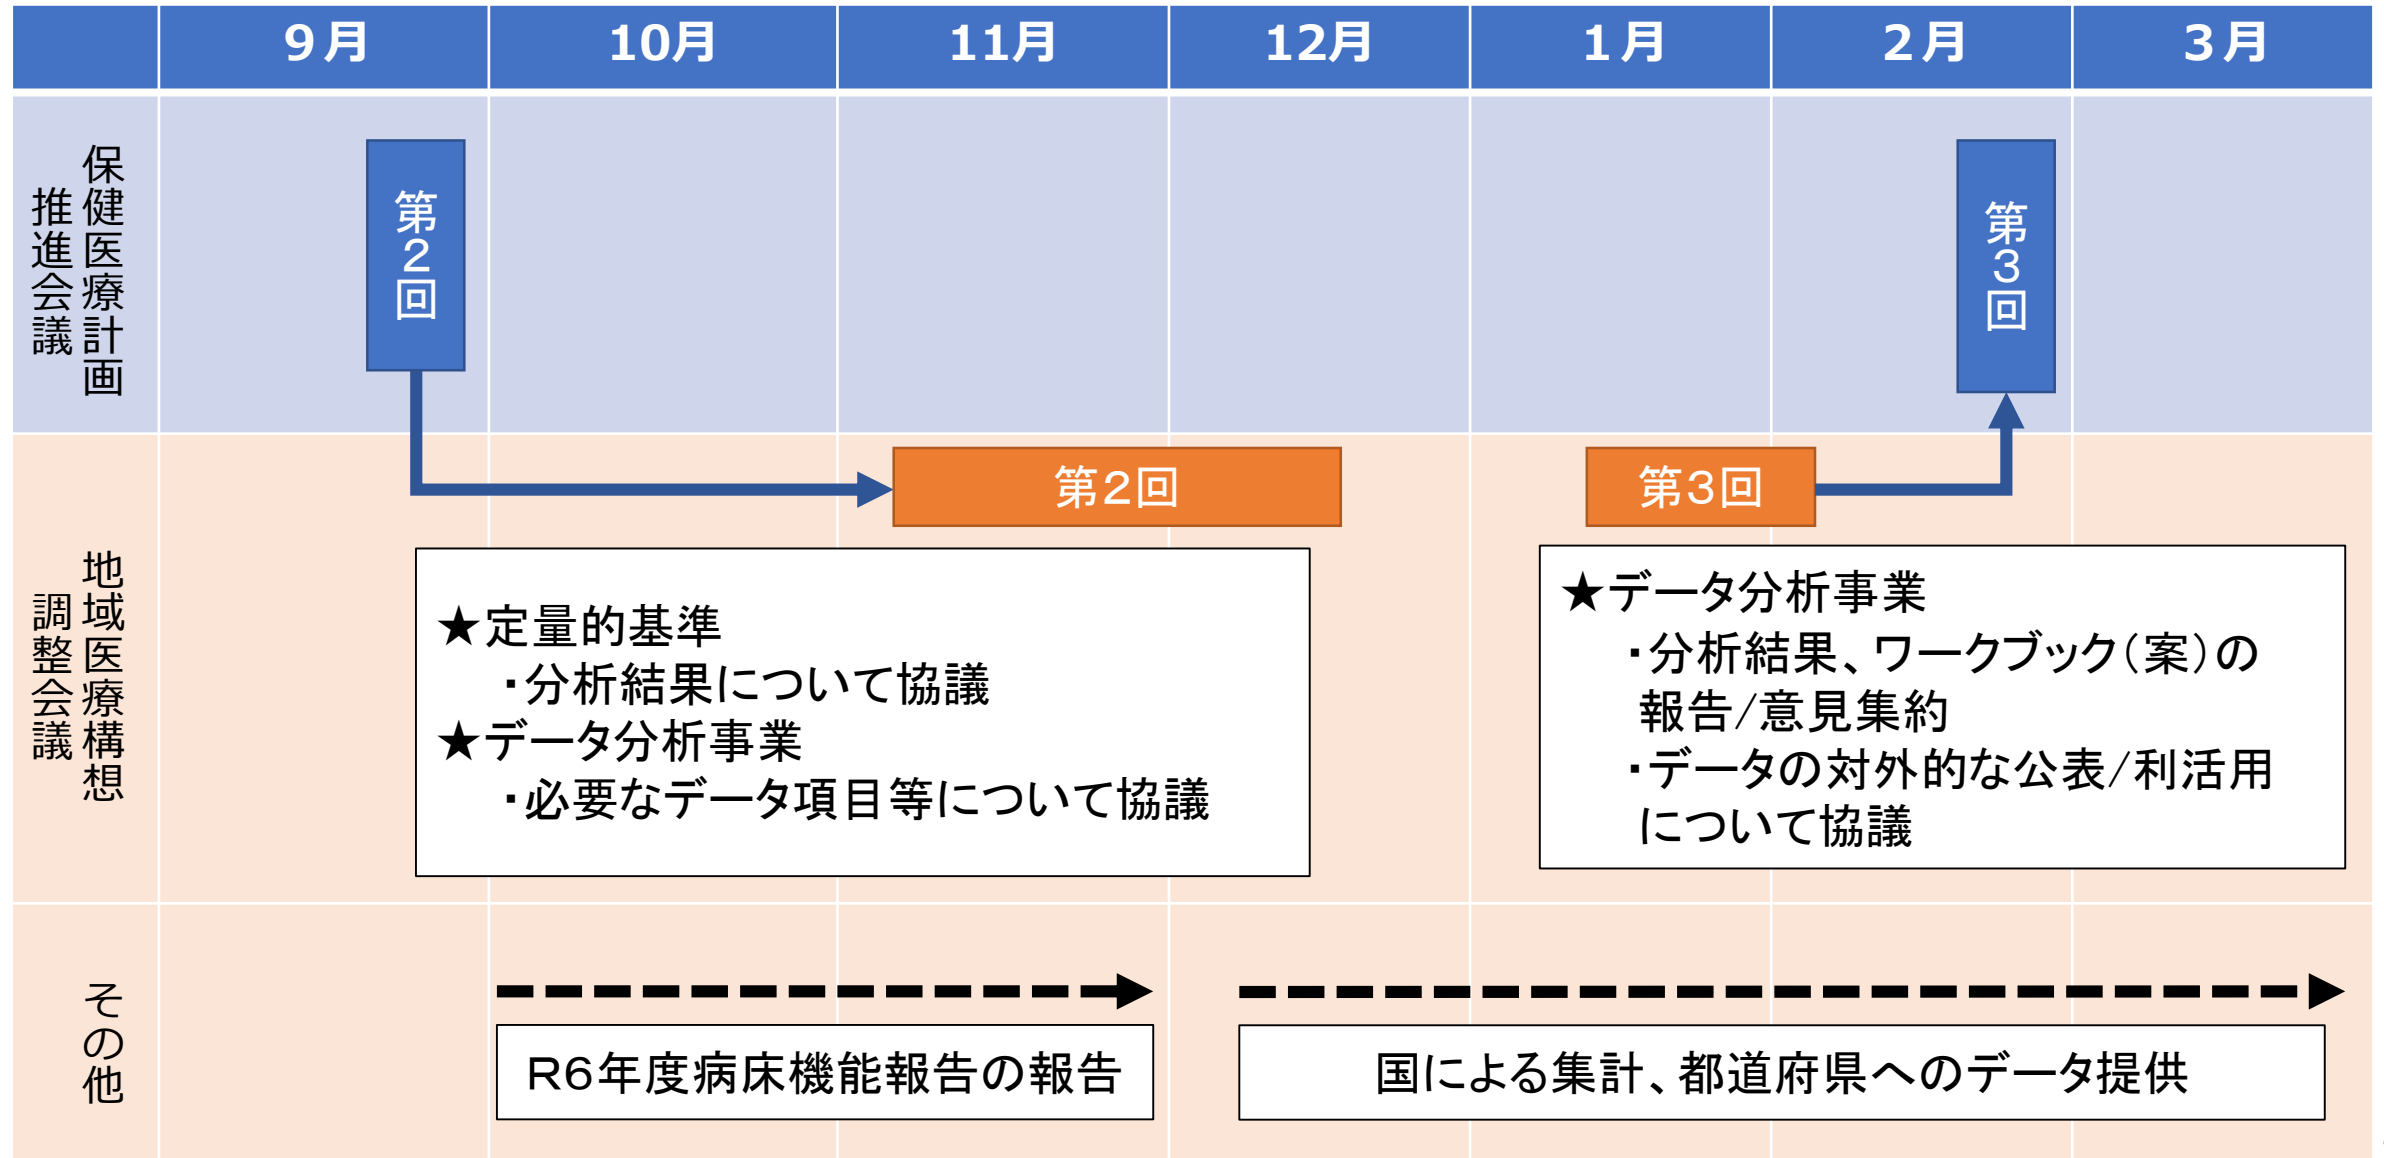 ９月
10月
11月
12月
１月
２月
３月
保健医療計画
推進会議
第２回
第３回
地域医療構想
調整会議
第２回
第３回
★定量的基準
・分析結果について協議
★データ分析事業
・必要なデータ項目等について協議
★データ分析事業
・分析結果、ワークブック（案）の
報告/意見集約
・データの対外的な公表/利活用
について協議
その他
Ｒ６年度病床機能報告の報告
国による集計、都道府県へのデータ提供